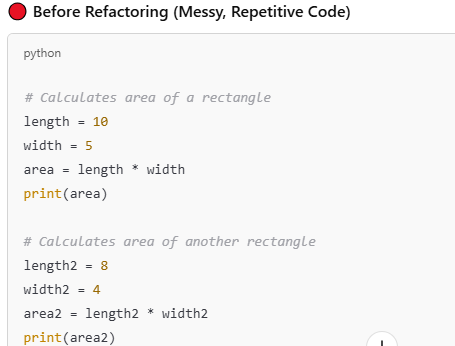 Before Refactoring (Messy, Repetitive Code)
python
# Calculates area of a rectangle
length = 10
width = 5
area = length * width
print(area)
# Calculates area of another rectangle
length2 = 8
width2 = 4
area2 = length2 * width2
print(area2)